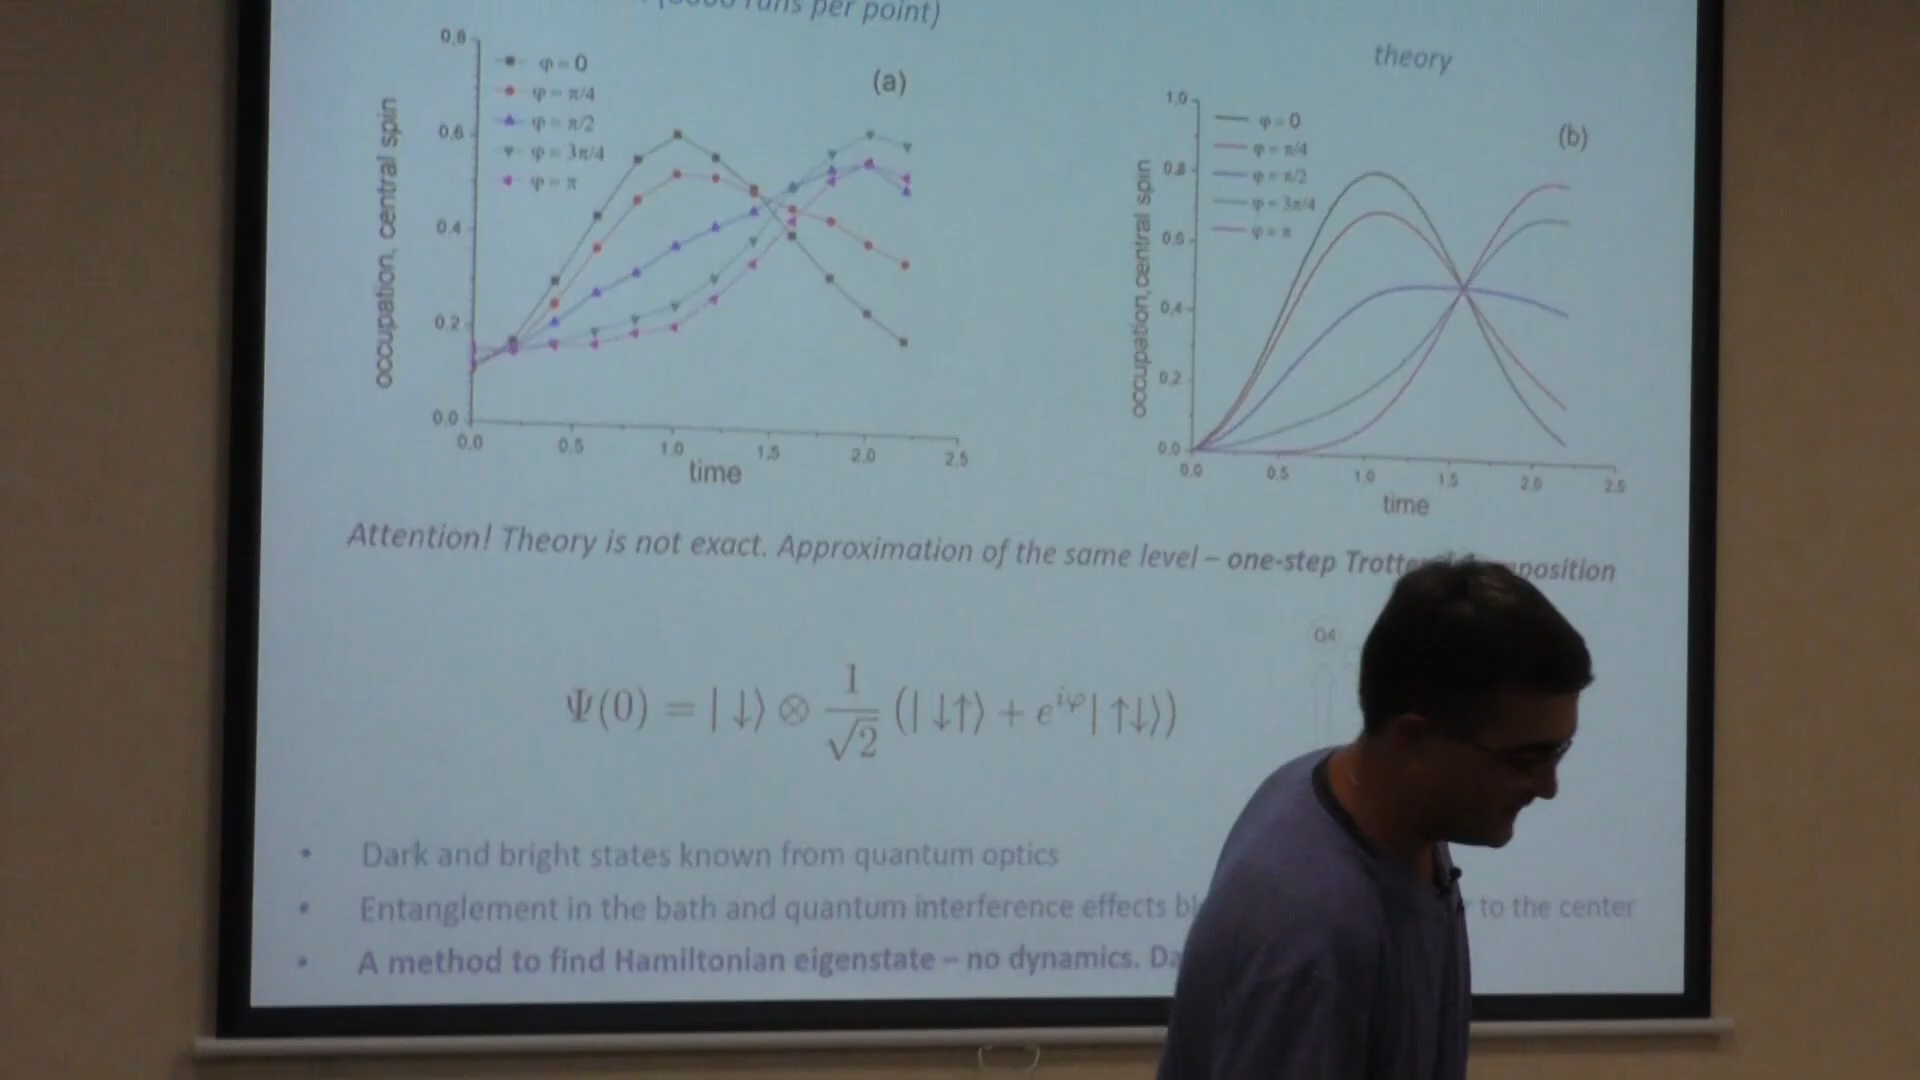 runs per point)
theory
0,8
0,6
0,4
0,2
0,0
φ = 0
φ = π/4
φ = π/2
φ = 3π/4
φ = π
(a)
occupation, central spin
0,0 0,5 1,0 1,5 2,0 2,5
time
1,0
0,8
0,6
0,4
0,2
0,0
φ = 0
φ = π/4
φ = π/2
φ = 3π/4
φ = π
(b)
occupation, central spin
0,0 0,5 1,0 1,5 2,0 2,5
time
Attention! Theory is not exact. Approximation of the same level – one-step
Q4
Ψ(0) = |↓⟩ ⊗ 1/√2 (|↓↑⟩ + e^{iφ}|↑↓⟩)
• Dark and bright states known from quantum optics
• Entanglement in the bath and quantum interference effects to the center
• A method to find Hamiltonian eigenstate – no dynamics.